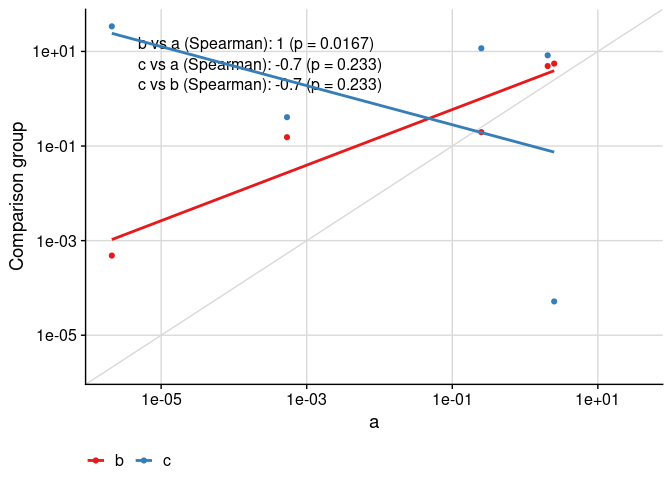 b vs a (Spearman): 1 (p = 0.0167)
c vs a (Spearman): -0.7 (p = 0.233)
c vs b (Spearman): -0.7 (p = 0.233)
Comparison group
1e+01
1e-01
1e-03
1e-05
1e-05 1e-03 1e-01 1e+01
a
b c